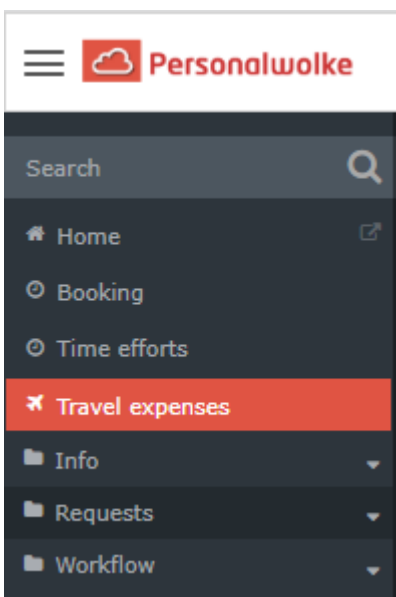 Personalwolke
Search
Home
Booking
Time efforts
Travel expenses
Info
Requests
Workflow